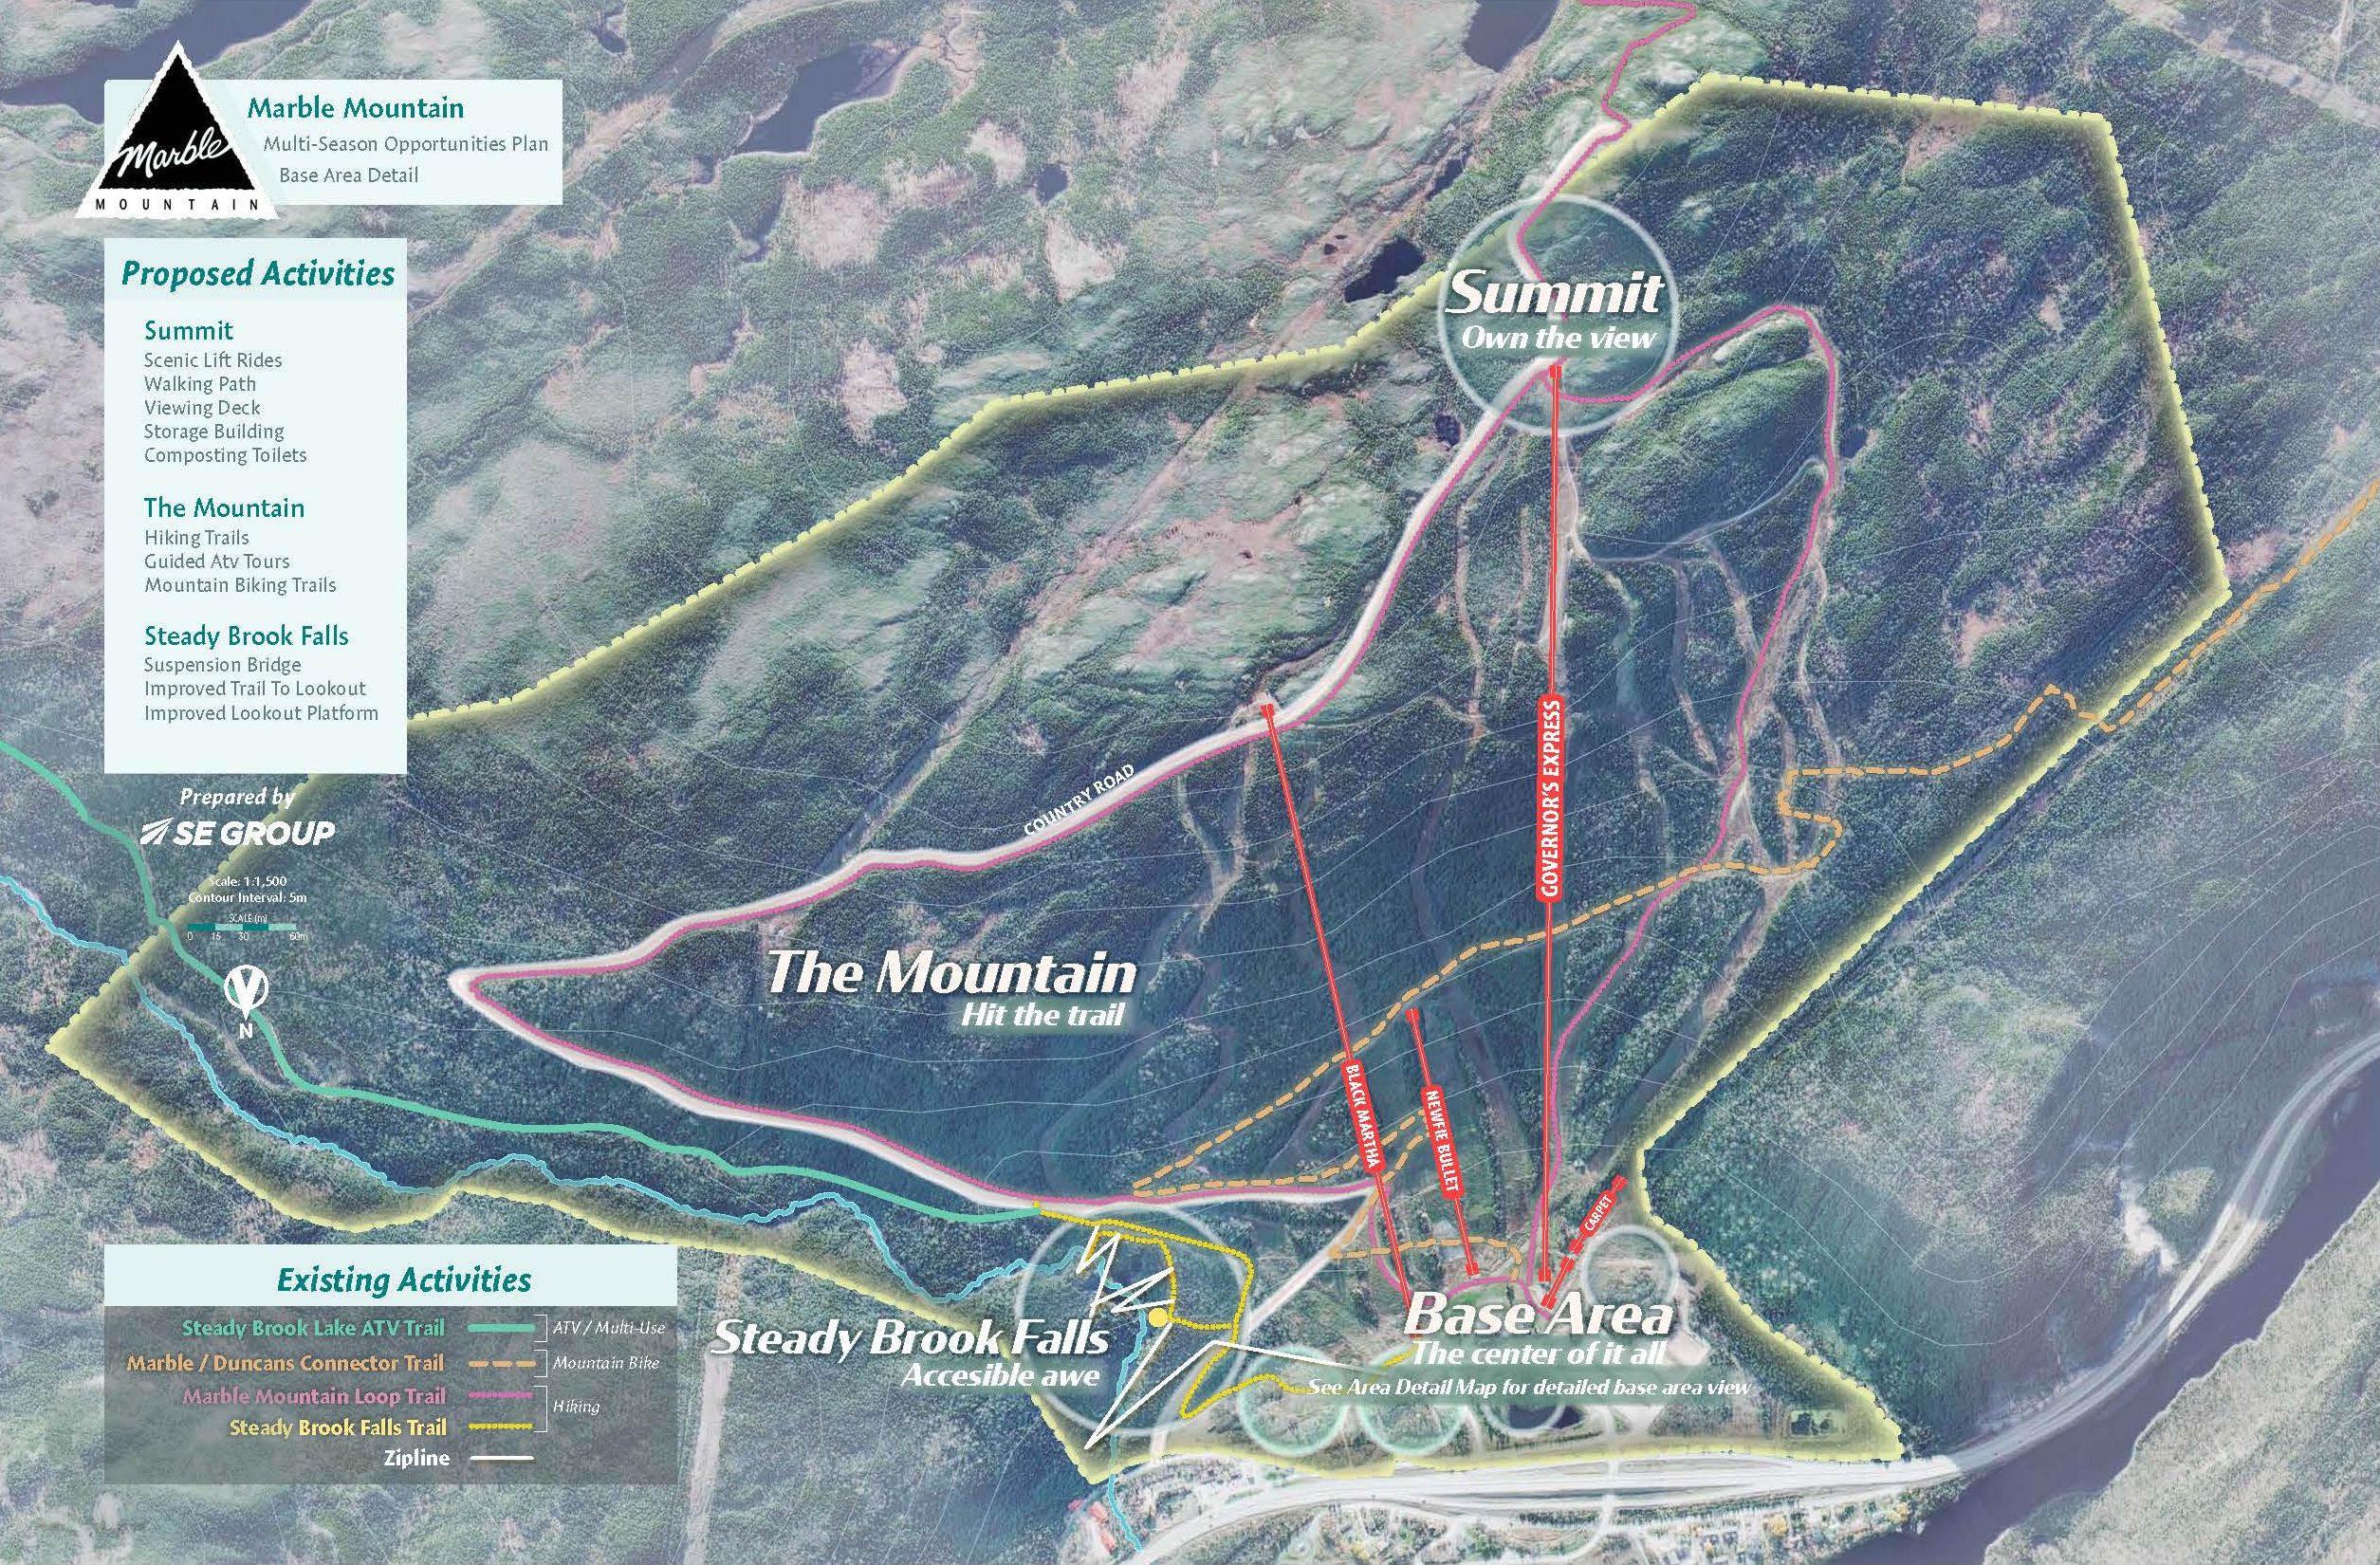 Marble
MOUNTAIN
Marble Mountain
Multi-Season Opportunities Plan
Base Area Detail
Proposed Activities
Summit
Scenic Lift Rides
Walking Path
Viewing Deck
Storage Building
Composting Toilets
The Mountain
Hiking Trails
Guided Atv Tours
Mountain Biking Trails
Steady Brook Falls
Suspension Bridge
Improved Trail To Lookout
Improved Lookout Platform
Prepared by
SE GROUP
Scale: 1:1,500
Contour Interval: 5m
SCALE (m)
0 15 30 60m
N
Summit
Own the view
COUNTRY ROAD
GOVERNOR'S EXPRESS
The Mountain
Hit the trail
BLACK MARTHA
NEWFIE BULLET
CARPET
Steady Brook Falls
Accesible awe
Base Area
The center of it all
See Area Detail Map for detailed base area view
Existing Activities
Steady Brook Lake ATV Trail ATV / Multi-Use
Marble / Duncans Connector Trail Mountain Bike
Marble Mountain Loop Trail
Hiking
Steady Brook Falls Trail
Zipline